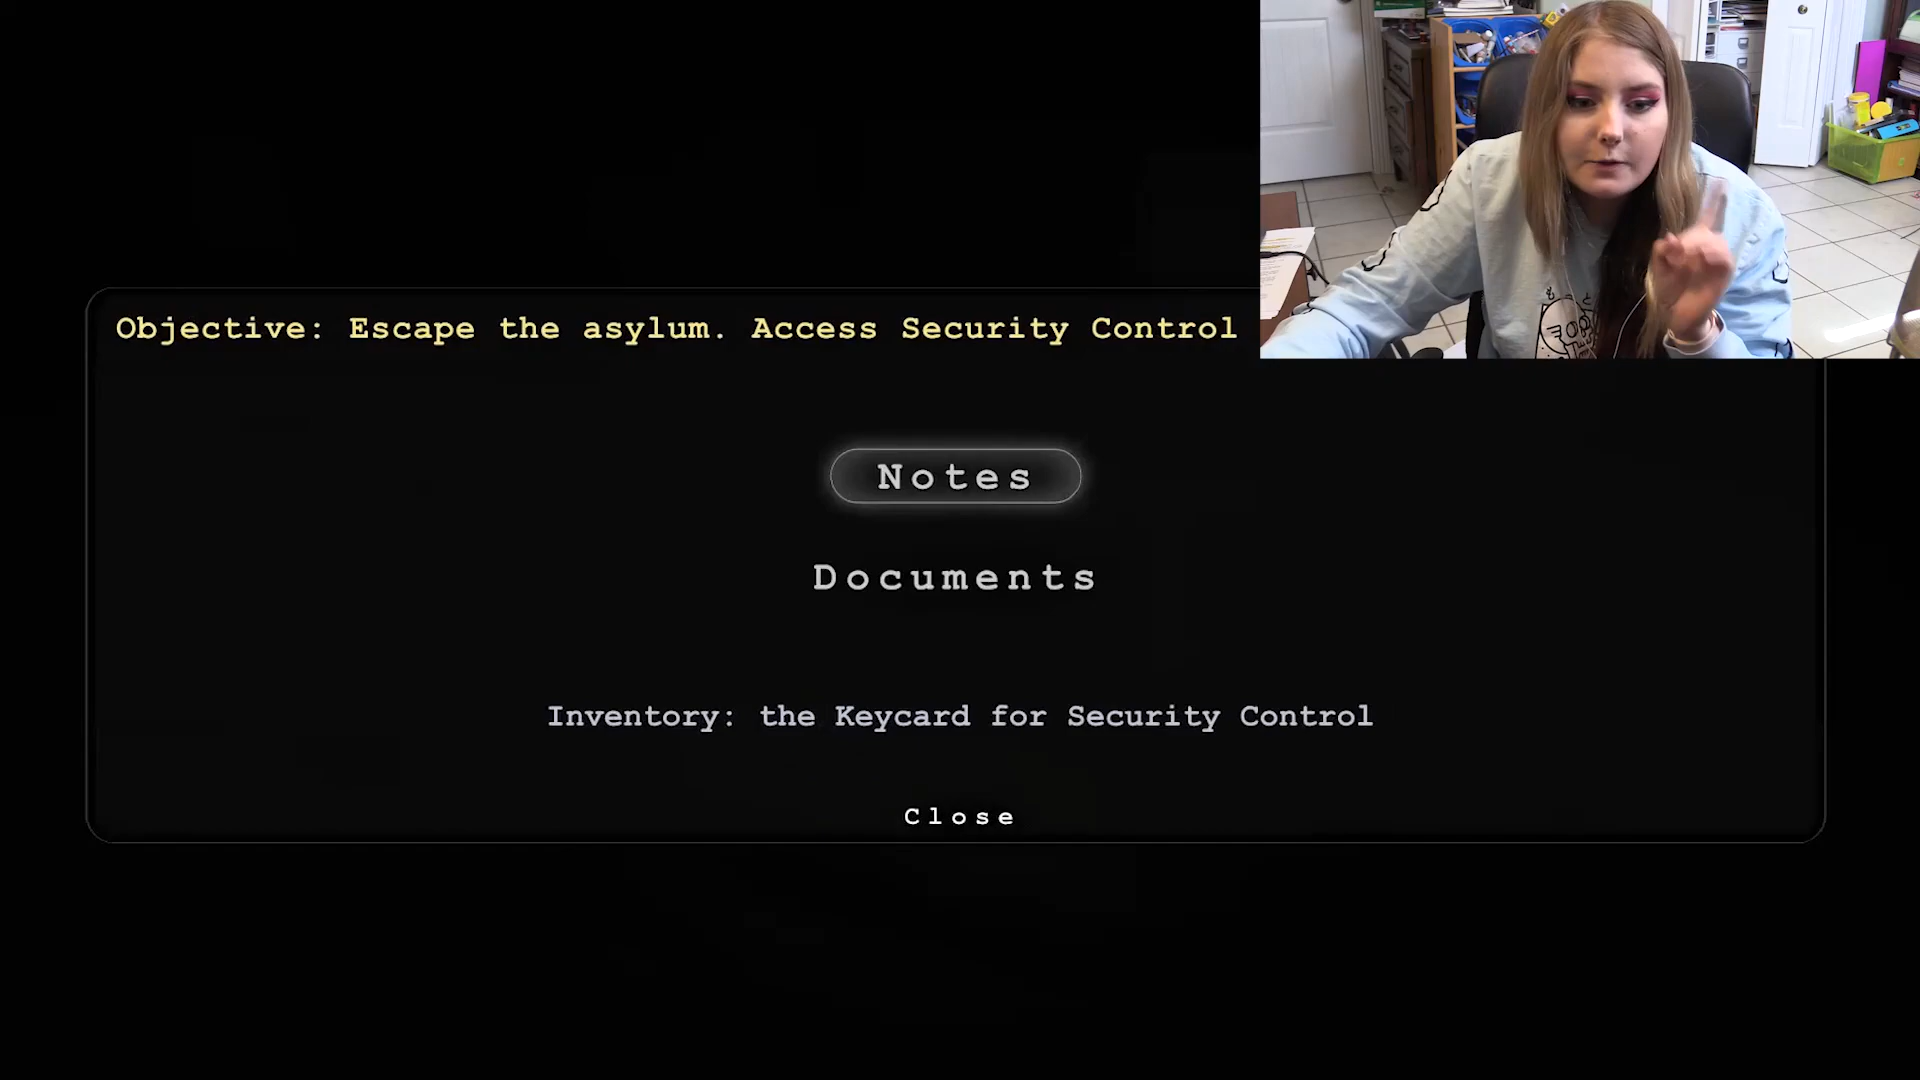 Objective: Escape the asylum. Access Security Control
Notes
Documents
Inventory: the Keycard for Security Control
Close